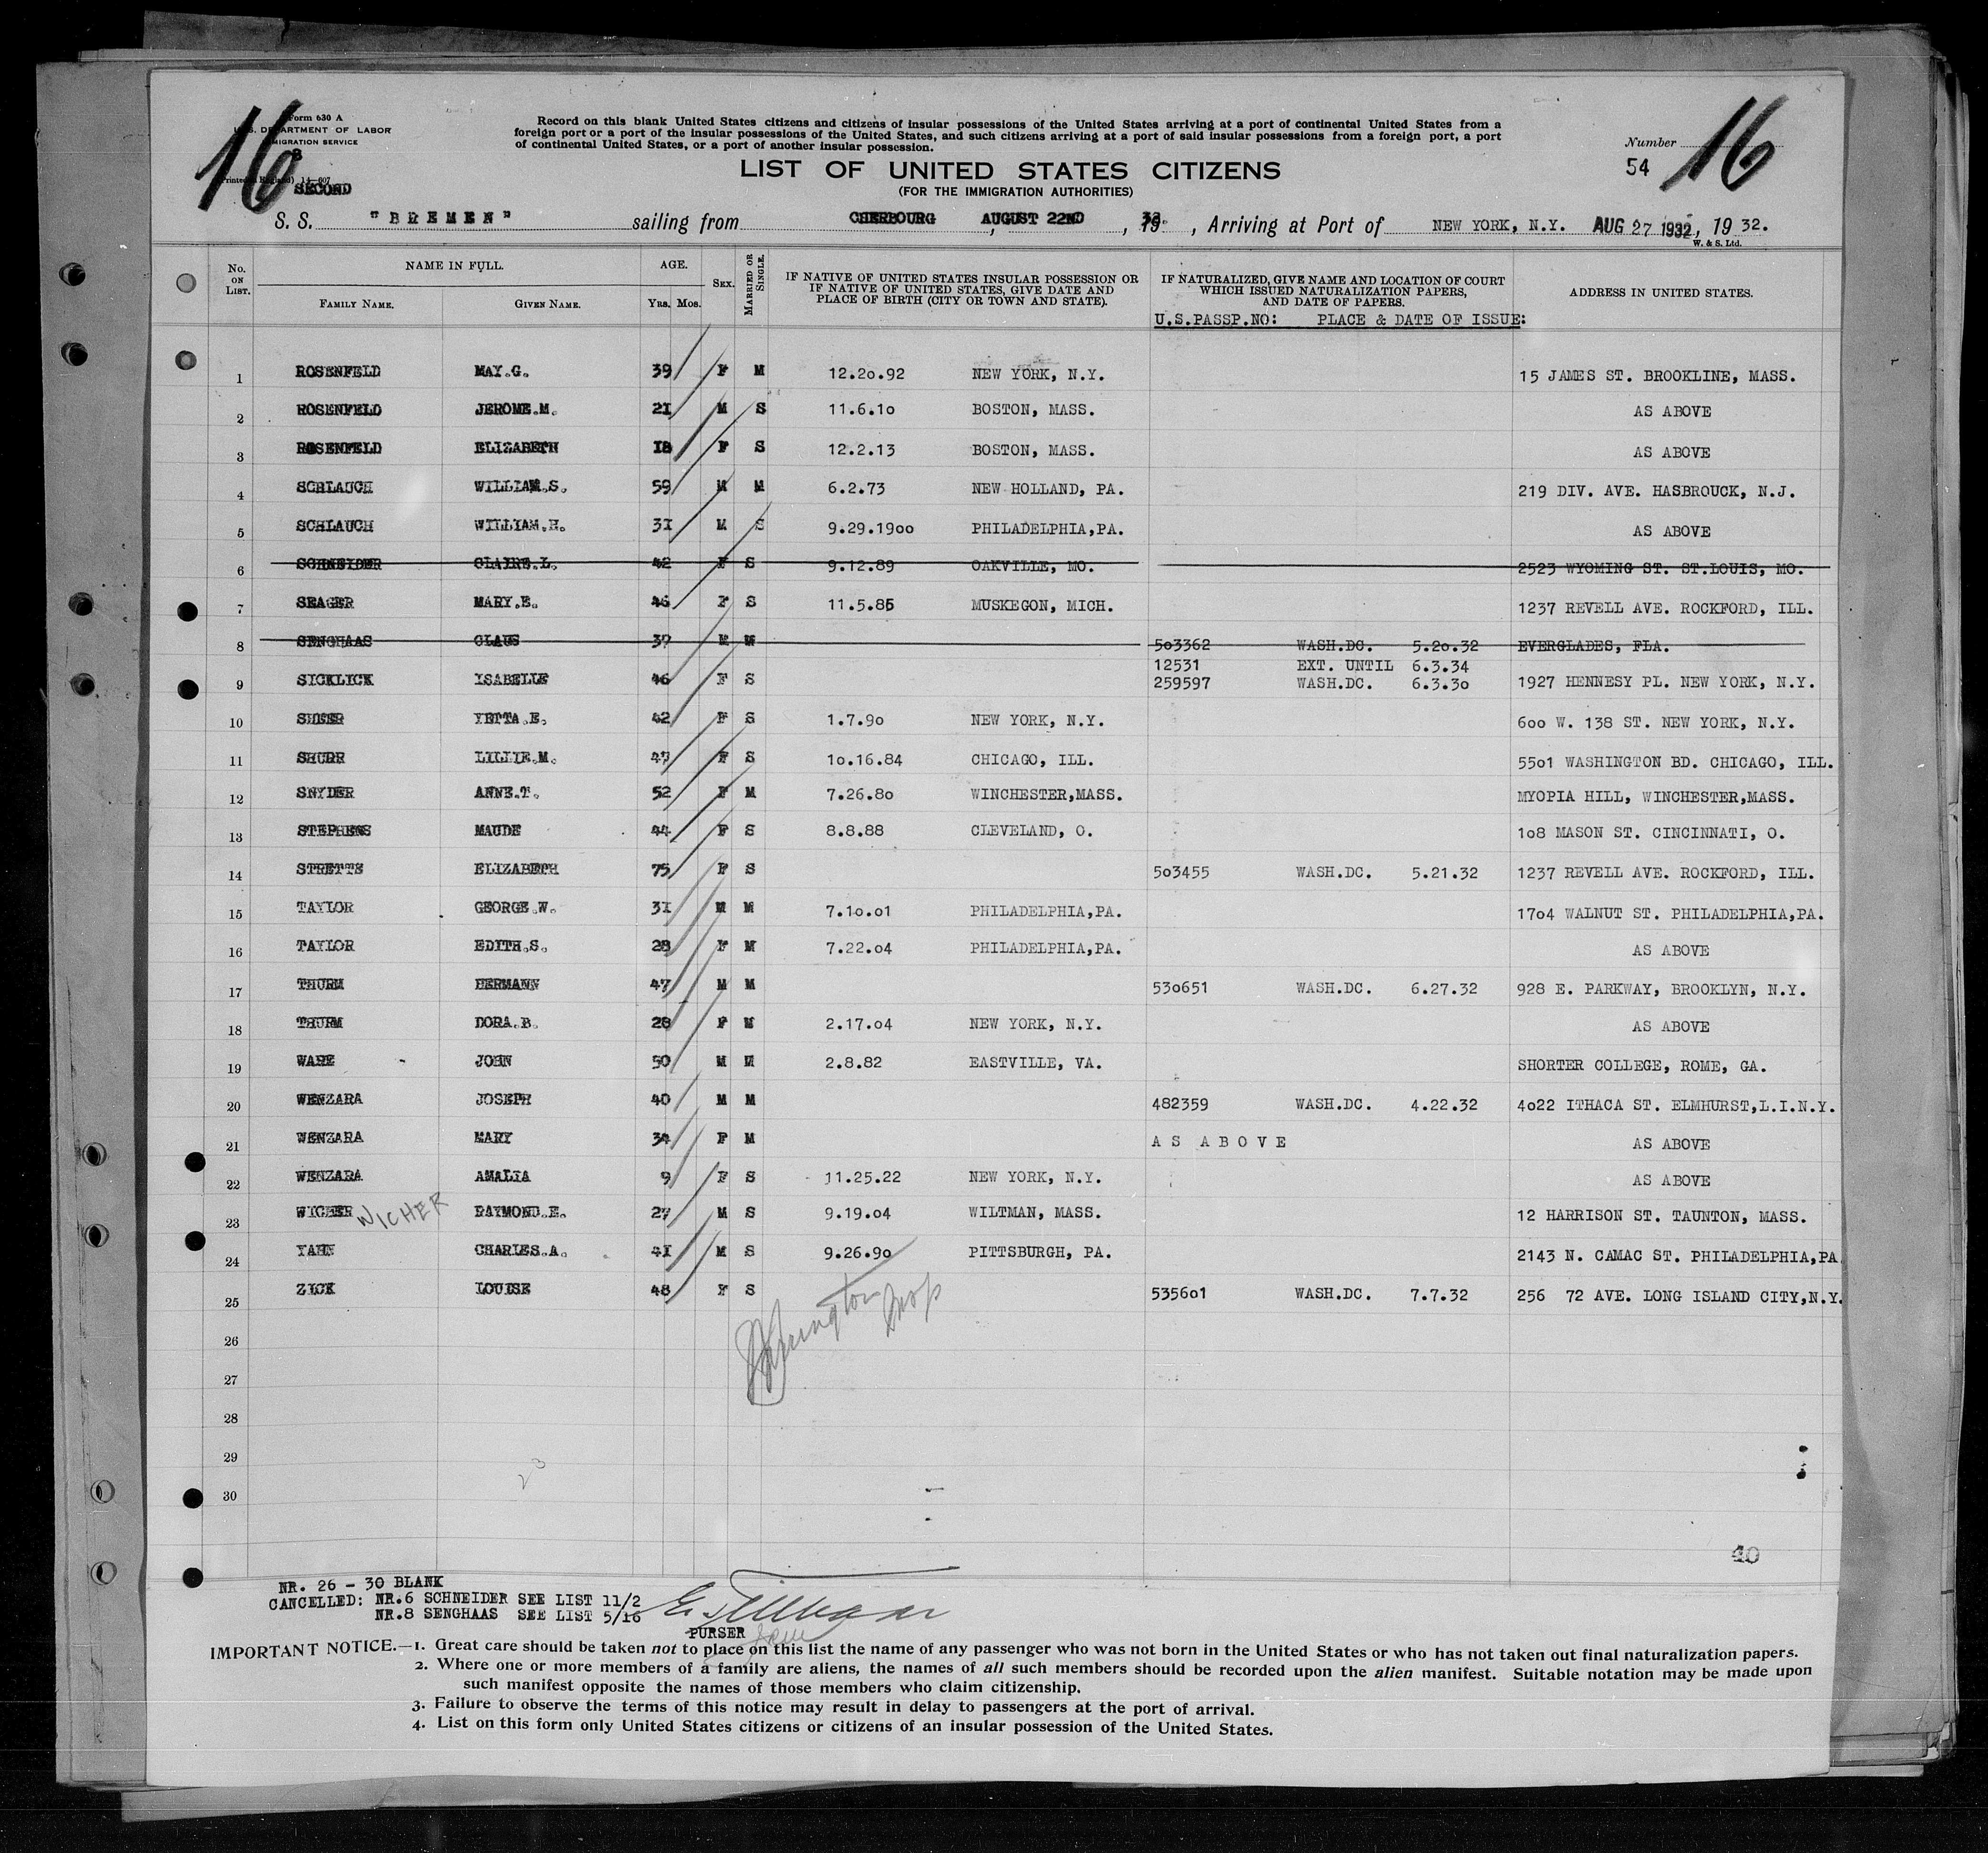 16
Form 630 A
U.S. DEPARTMENT OF LABOR
IMMIGRATION SERVICE
8
(Printed in England) 14—607
SECOND
Record on this blank United States citizens and citizens of insular possessions of the United States arriving at a port of continental United States from a
foreign port or a port of the insular possessions of the United States, and such citizens arriving at a port of said insular possessions from a foreign port, a port
of continental United States, or a port of another insular possession.
Number
54 16
LIST OF UNITED STATES CITIZENS
(FOR THE IMMIGRATION AUTHORITIES)
S. S. "BREMEN" sailing from CHERBOURG, AUGUST 22ND, 19 32. , Arriving at Port of NEW YORK, N.Y. AUG 27 1932, 19 32.
W. & S. Ltd.
No. ON LIST. NAME IN FULL. FAMILY NAME. GIVEN NAME. AGE. Yrs. Mos. SEX. MARRIED OR SINGLE. IF NATIVE OF UNITED STATES INSULAR POSSESSION OR IF NATIVE OF UNITED STATES, GIVE DATE AND PLACE OF BIRTH (CITY OR TOWN AND STATE). IF NATURALIZED, GIVE NAME AND LOCATION OF COURT WHICH ISSUED NATURALIZATION PAPERS, AND DATE OF PAPERS. ADDRESS IN UNITED STATES.
U.S.PASSP.NO: PLACE & DATE OF ISSUE:
1 ROSENFELD MAY.G. 39 F M 12.20.92 NEW YORK, N.Y. 15 JAMES ST. BROOKLINE, MASS.
2 ROSENFELD JEROME.M. 21 M S 11.6.10 BOSTON, MASS. AS ABOVE
3 ROSENFELD ELIZABETH 18 F S 12.2.13 BOSTON, MASS. AS ABOVE
4 SCHLAUCH WILLIAM.S. 59 M M 6.2.73 NEW HOLLAND, PA. 219 DIV. AVE. HASBROUCK, N.J.
5 SCHLAUCH WILLIAM.H. 31 M S 9.29.1900 PHILADELPHIA,PA. AS ABOVE
6 SCHNEIDER CLAIRE.L. 42 F S 9.12.89 OAKVILLE, MO. 2523 WYOMING ST. ST.LOUIS, MO.
7 SEAGER MARY.E. 46 F S 11.5.85 MUSKEGON, MICH. 1237 REVELL AVE. ROCKFORD, ILL.
8 SENGHAAS CLAUS 39 M M 503362 WASH.DC. 5.20.32 EVERGLADES, FLA.
12531 EXT. UNTIL 6.3.34
9 SICKLICK ISABELLE 46 F S 259597 WASH.DC. 6.3.30 1927 HENNESY PL. NEW YORK, N.Y.
10 YETTA.E. 42 F S 1.7.90 NEW YORK, N.Y. 600 W. 138 ST. NEW YORK, N.Y.
11 LILLIE.M. 47 F S 10.16.84 CHICAGO, ILL. 5501 WASHINGTON BD. CHICAGO, ILL.
12 SNYDER ANNE.T. 52 F M 7.26.80 WINCHESTER,MASS. MYOPIA HILL, WINCHESTER,MASS.
13 STEPHENS MAUDE 44 F S 8.8.88 CLEVELAND, O. 108 MASON ST. CINCINNATI, O.
14 STRETTS ELIZABETH 75 F S 503455 WASH.DC. 5.21.32 1237 REVELL AVE. ROCKFORD, ILL.
15 TAYLOR GEORGE.W. 31 M M 7.10.01 PHILADELPHIA,PA. 1704 WALNUT ST. PHILADELPHIA,PA.
16 TAYLOR EDITH.S. 28 F M 7.22.04 PHILADELPHIA,PA. AS ABOVE
17 THURM HERMANN 47 M M 530651 WASH.DC. 6.27.32 928 E. PARKWAY, BROOKLYN, N.Y.
18 THURM DORA.B. 28 F M 2.17.04 NEW YORK, N.Y. AS ABOVE
19 WARE JOHN 50 M M 2.8.82 EASTVILLE, VA. SHORTER COLLEGE, ROME, GA.
20 WENZARA JOSEPH 40 M M 482359 WASH.DC. 4.22.32 4022 ITHACA ST. ELMHURST,L.I.N.Y.
21 WENZARA MARY 34 F M AS ABOVE AS ABOVE
22 WENZARA AMALIA 9 F S 11.25.22 NEW YORK, N.Y. AS ABOVE
23 WICHER WICHER RAYMOND.E. 27 M S 9.19.04 WILTMAN, MASS. 12 HARRISON ST. TAUNTON, MASS.
24 YAHN CHARLES.A. 41 M S 9.26.90 PITTSBURGH, PA. 2143 N. CAMAC ST. PHILADELPHIA,PA.
25 ZICK LOUISE 48 F S 535601 WASH.DC. 7.7.32 256 72 AVE. LONG ISLAND CITY,N.Y.
Insp
26
27
28
29
23
30
40
NR. 26 - 30 BLANK
CANCELLED: NR.6 SCHNEIDER SEE LIST 11/2
NR.8 SENGHAAS SEE LIST 5/16
PURSER
IMPORTANT NOTICE.—1. Great care should be taken not to place on this list the name of any passenger who was not born in the United States or who has not taken out final naturalization papers.
2. Where one or more members of a family are aliens, the names of all such members should be recorded upon the alien manifest. Suitable notation may be made upon
such manifest opposite the names of those members who claim citizenship.
3. Failure to observe the terms of this notice may result in delay to passengers at the port of arrival.
4. List on this form only United States citizens or citizens of an insular possession of the United States.